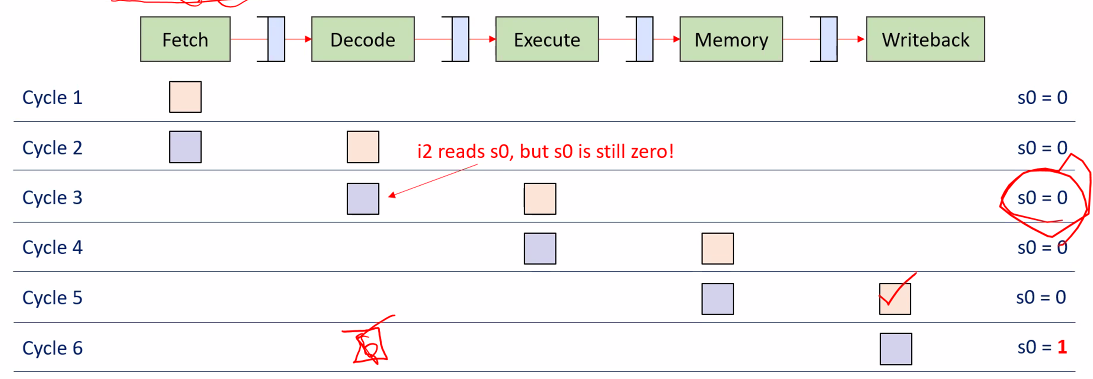 Fetch Decode Execute Memory Writeback
Cycle 1 s0 = 0
Cycle 2 i2 reads s0, but s0 is still zero! s0 = 0
Cycle 3 s0 = 0
Cycle 4 s0 = 0
Cycle 5 s0 = 0
Cycle 6 s0 = 1